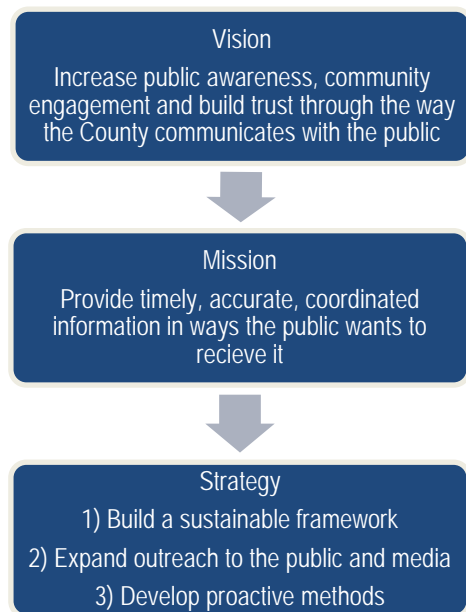 Vision
Increase public awareness, community
engagement and build trust through the way
the County communicates with the public
Mission
Provide timely, accurate, coordinated
information in ways the public wants to
recieve it
Strategy
1) Build a sustainable framework
2) Expand outreach to the public and media
3) Develop proactive methods